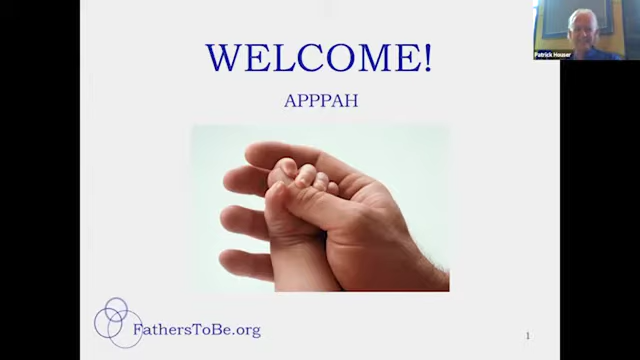 WELCOME!
Patrick Houser
APPPAH
FathersToBe.org
1